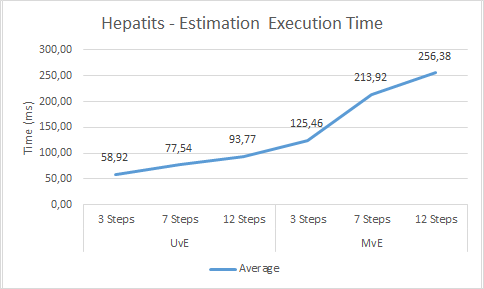 Hepatits - Estimation Execution Time
300,00
250,00
200,00
150,00
100,00
50,00
0,00
Time (ms)
58,92
77,54
93,77
125,46
213,92
256,38
3 Steps 7 Steps 12 Steps 3 Steps 7 Steps 12 Steps
UvE MvE
Average